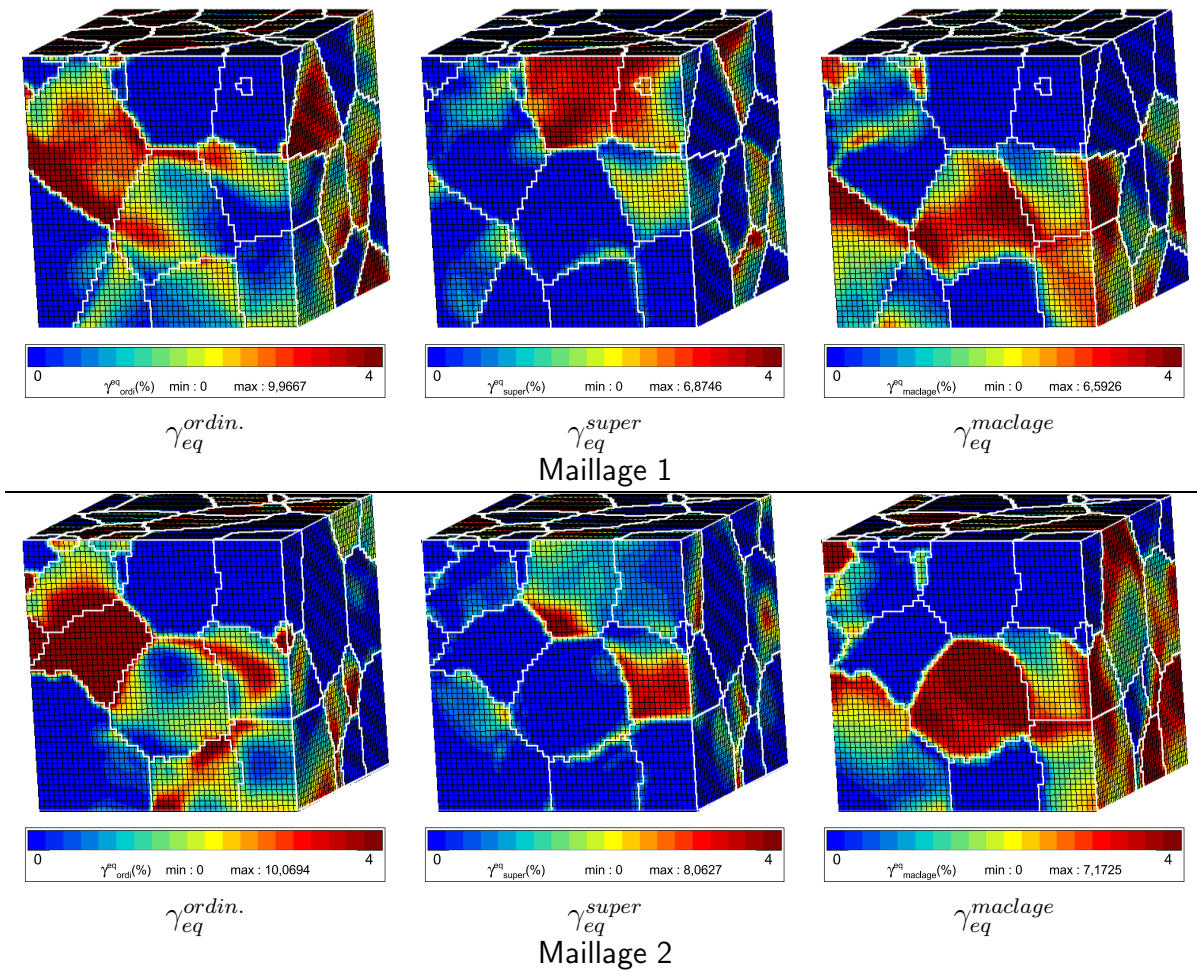 0 4 0 4 0 4
γ^eq_ordi(%) min : 0 max : 9,9667 γ^eq_super(%) min : 0 max : 6,8746 γ^eq_maclage(%) min : 0 max : 6,5926
γ_eq^ordin. γ_eq^super γ_eq^maclage
Maillage 1
0 4 0 4 0 4
γ^eq_ordi(%) min : 0 max : 10,0694 γ^eq_super(%) min : 0 max : 8,0627 γ^eq_maclage(%) min : 0 max : 7,1725
γ_eq^ordin. γ_eq^super γ_eq^maclage
Maillage 2